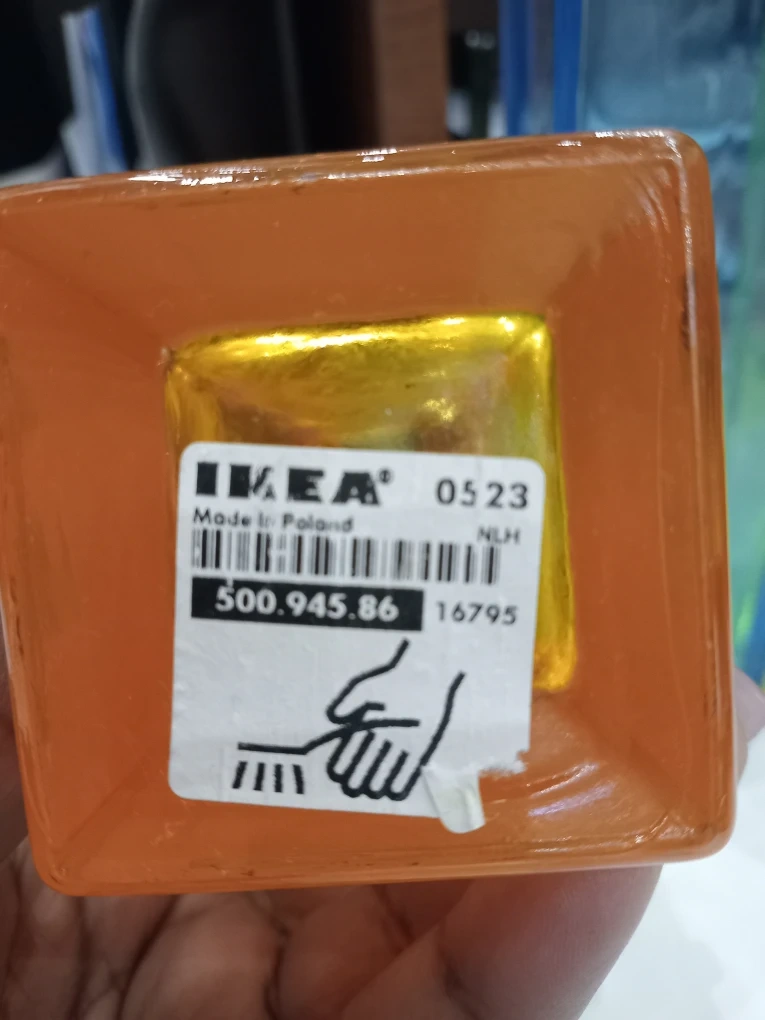 IKEA® 0523
Made In Poland
NLH
500.945.86 16795